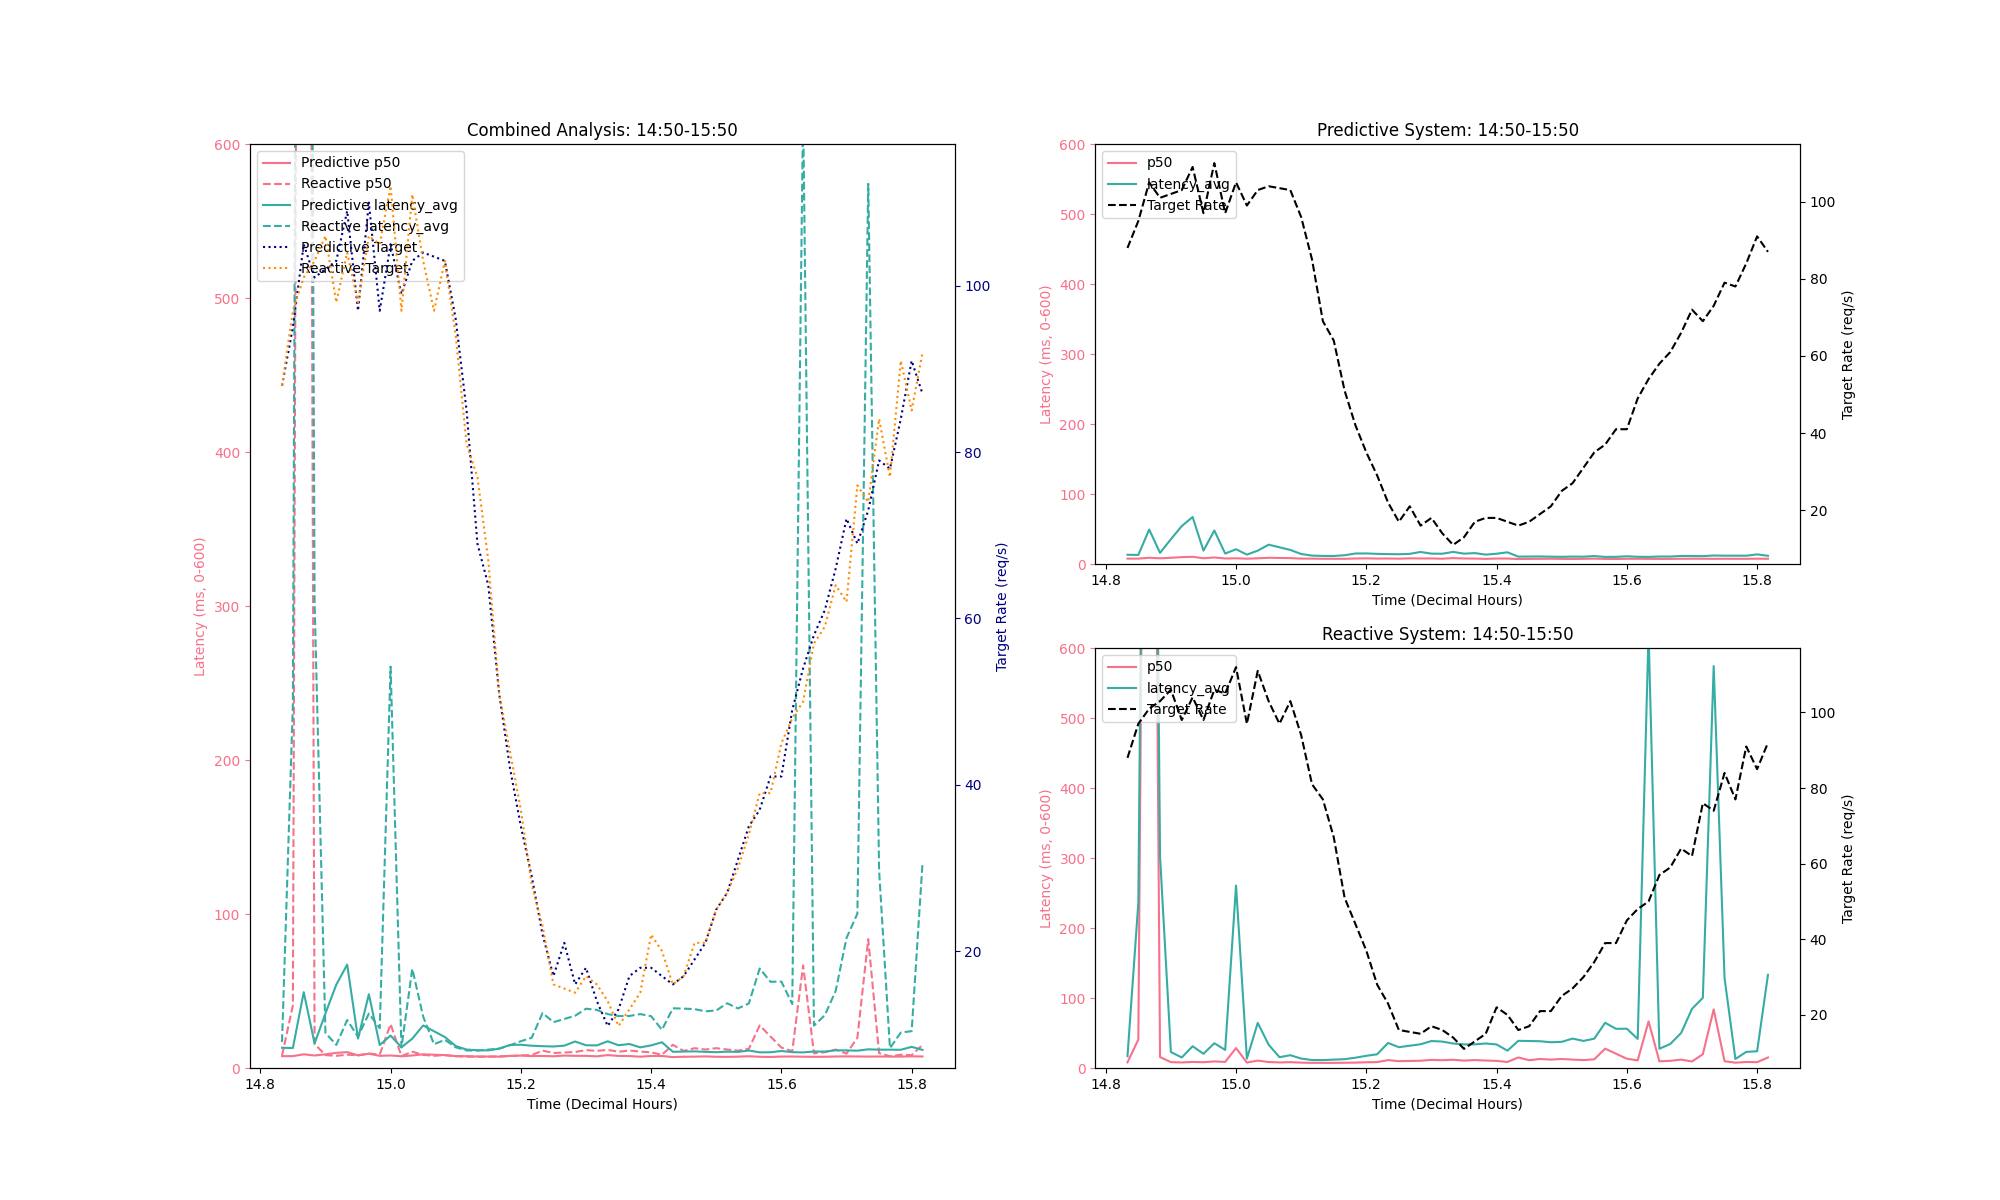 Combined Analysis: 14:50-15:50
600
500
400
300
200
100
0
Latency (ms, 0-600)
Predictive p50
Reactive p50
Predictive latency_avg
Reactive latency_avg
Predictive Target
Reactive Target
100
80
60
40
20
Target Rate (req/s)
14.8 15.0 15.2 15.4 15.6 15.8
Time (Decimal Hours)
Predictive System: 14:50-15:50
600
500
400
300
200
100
0
Latency (ms, 0-600)
p50
latency_avg
Target Rate
100
80
60
40
20
Target Rate (req/s)
14.8 15.0 15.2 15.4 15.6 15.8
Time (Decimal Hours)
Reactive System: 14:50-15:50
600
500
400
300
200
100
0
Latency (ms, 0-600)
p50
latency_avg
Target Rate
100
80
60
40
20
Target Rate (req/s)
14.8 15.0 15.2 15.4 15.6 15.8
Time (Decimal Hours)